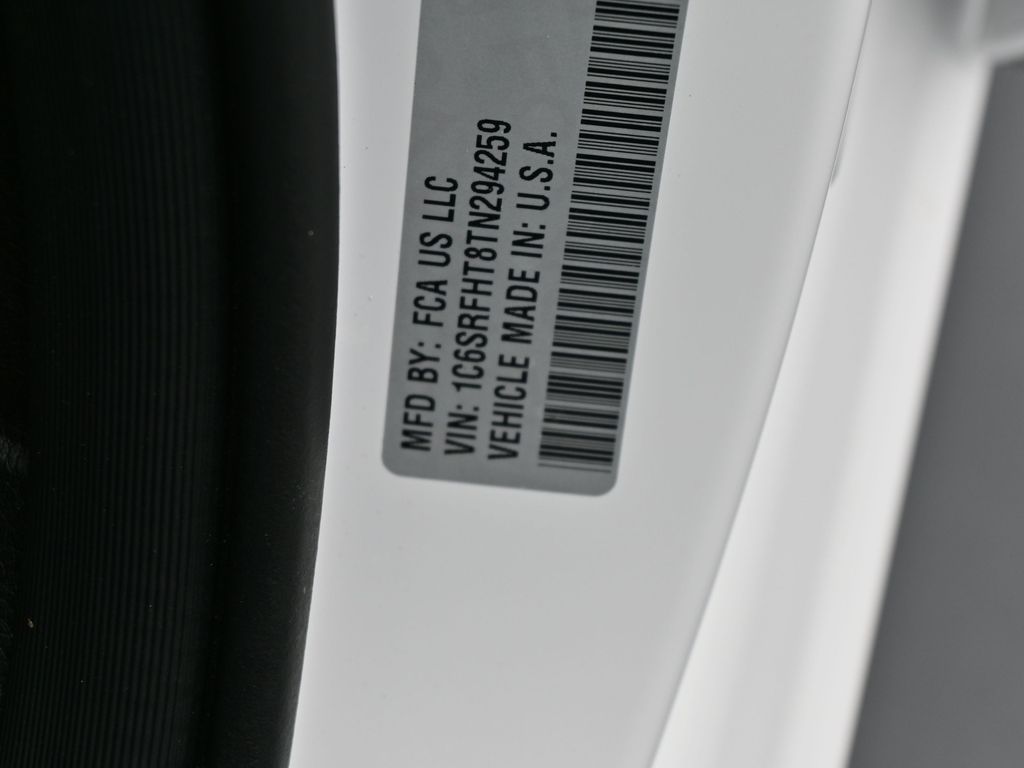 MFD BY: FCA US LLC
VIN: 1C6SRFHT8TN294259
VEHICLE MADE IN: U.S.A.